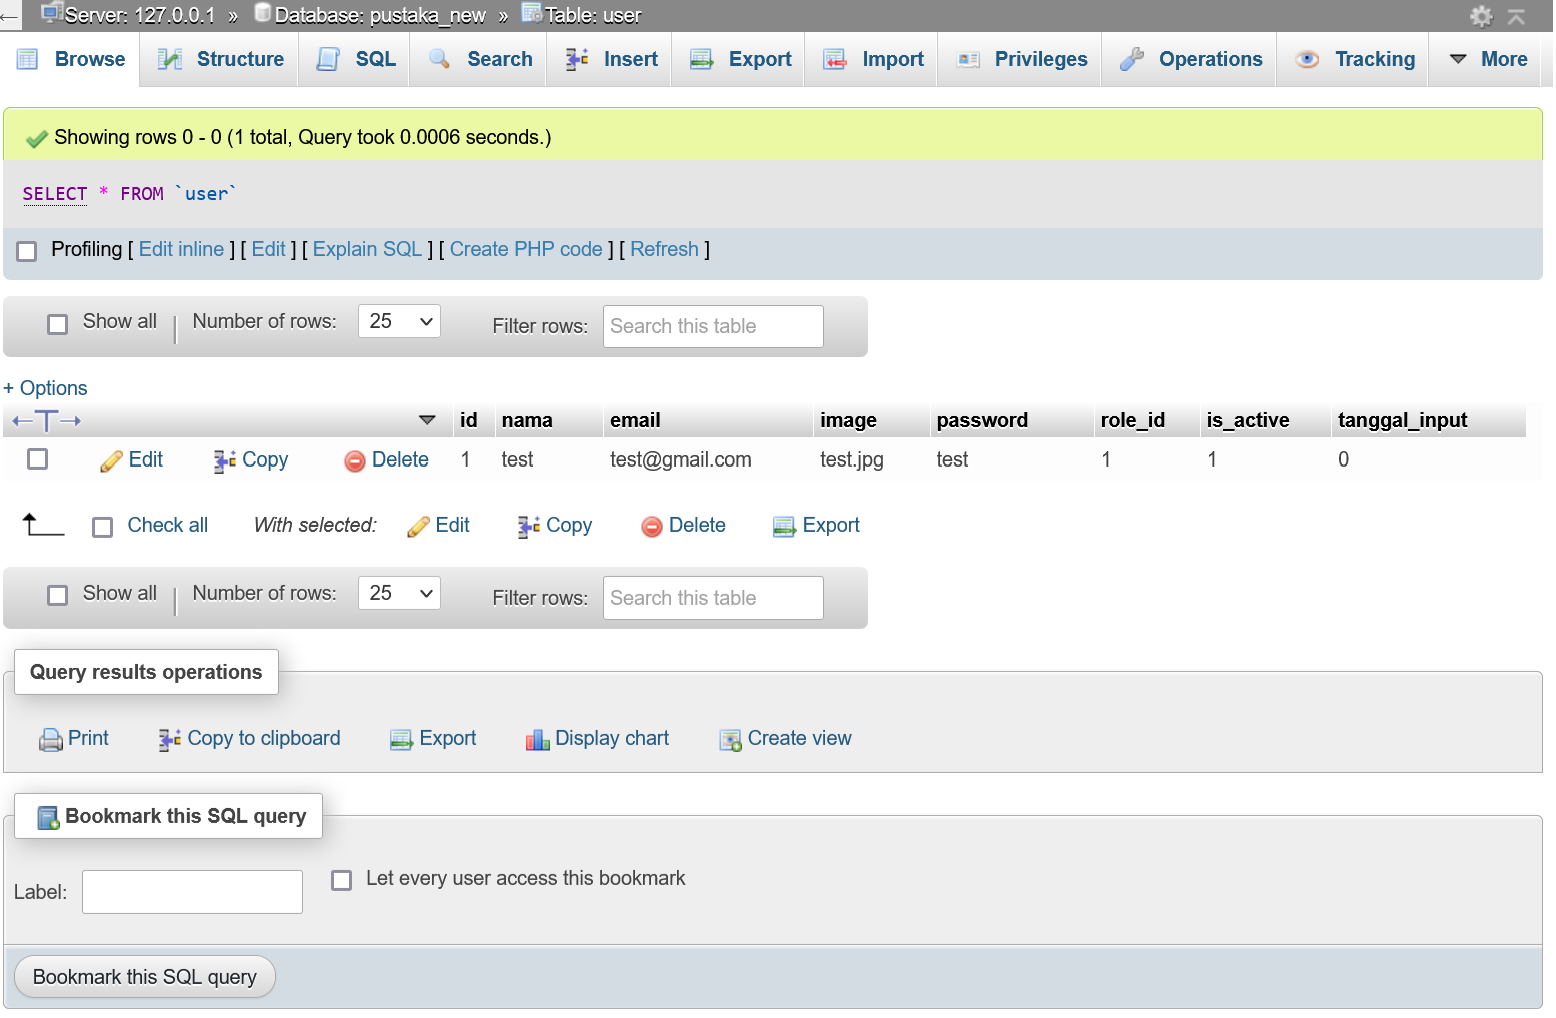 Server: 127.0.0.1 » Database: pustaka_new » Table: user
Browse Structure SQL Search Insert Export Import Privileges Operations Tracking More
Showing rows 0 - 0 (1 total, Query took 0.0006 seconds.)
SELECT * FROM `user`
Profiling [ Edit inline ] [ Edit ] [ Explain SQL ] [ Create PHP code ] [ Refresh ]
Show all | Number of rows: 25 Filter rows: Search this table
+ Options
←T→ id nama email image password role_id is_active tanggal_input
Edit Copy Delete 1 test test@gmail.com test.jpg test 1 1 0
Check all With selected: Edit Copy Delete Export
Show all | Number of rows: 25 Filter rows: Search this table
Query results operations
Print Copy to clipboard Export Display chart Create view
Bookmark this SQL query
Label: Let every user access this bookmark
Bookmark this SQL query